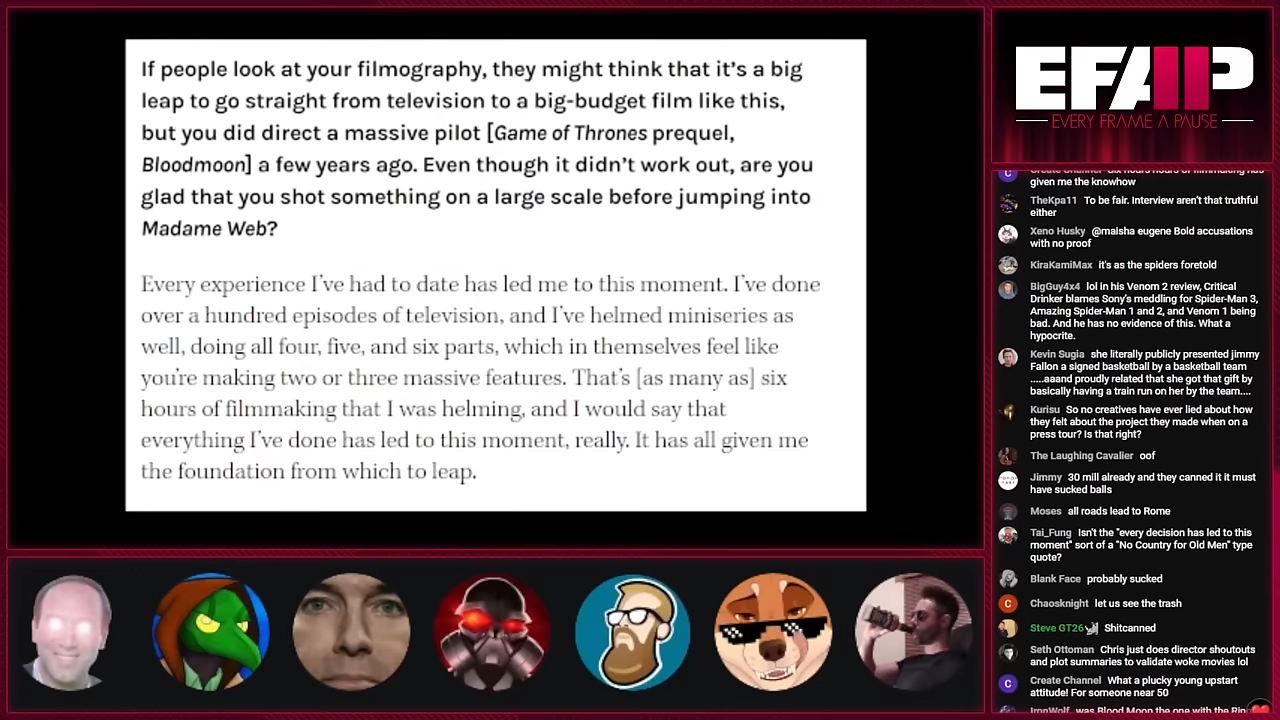 If people look at your filmography, they might think that it's a big
leap to go straight from television to a big-budget film like this,
but you did direct a massive pilot [Game of Thrones prequel,
Bloodmoon] a few years ago. Even though it didn't work out, are you
glad that you shot something on a large scale before jumping into
Madame Web?
Every experience I've had to date has led me to this moment. I've done
over a hundred episodes of television, and I've helmed miniseries as
well, doing all four, five, and six parts, which in themselves feel like
you're making two or three massive features. That's [as many as] six
hours of filmmaking that I was helming, and I would say that
everything I've done has led to this moment, really. It has all given me
the foundation from which to leap.
EFAP
EVERY FRAME A PAUSE
C Create Channel Six hours hours of filmmaking has
given me the knowhow
TheKpa11 To be fair. Interview aren't that truthful
either
Xeno Husky @maisha eugene Bold accusations
with no proof
KiraKamiMax it's as the spiders foretold
BigGuy4x4 lol in his Venom 2 review, Critical
Drinker blames Sony's meddling for Spider-Man 3,
Amazing Spider-Man 1 and 2, and Venom 1 being
bad. And he has no evidence of this. What a
hypocrite.
Kevin Sugia she literally publicly presented jimmy
Fallon a signed basketball by a basketball team
.....aaand proudly related that she got that gift by
basically having a train run on her by the team....
Kurisu So no creatives have ever lied about how
they felt about the project they made when on a
press tour? Is that right?
The Laughing Cavalier oof
Jimmy 30 mill already and they canned it it must
have sucked balls
Moses all roads lead to Rome
Tai_Fung Isn't the "every decision has led to this
moment" sort of a "No Country for Old Men" type
quote?
Blank Face probably sucked
C Chaosknight let us see the trash
Steve GT26 Shitcanned
Seth Ottoman Chris just does director shoutouts
and plot summaries to validate woke movies lol
C Create Channel What a plucky young upstart
attitude! For someone near 50
IronWolf was Blood Moon the one with the